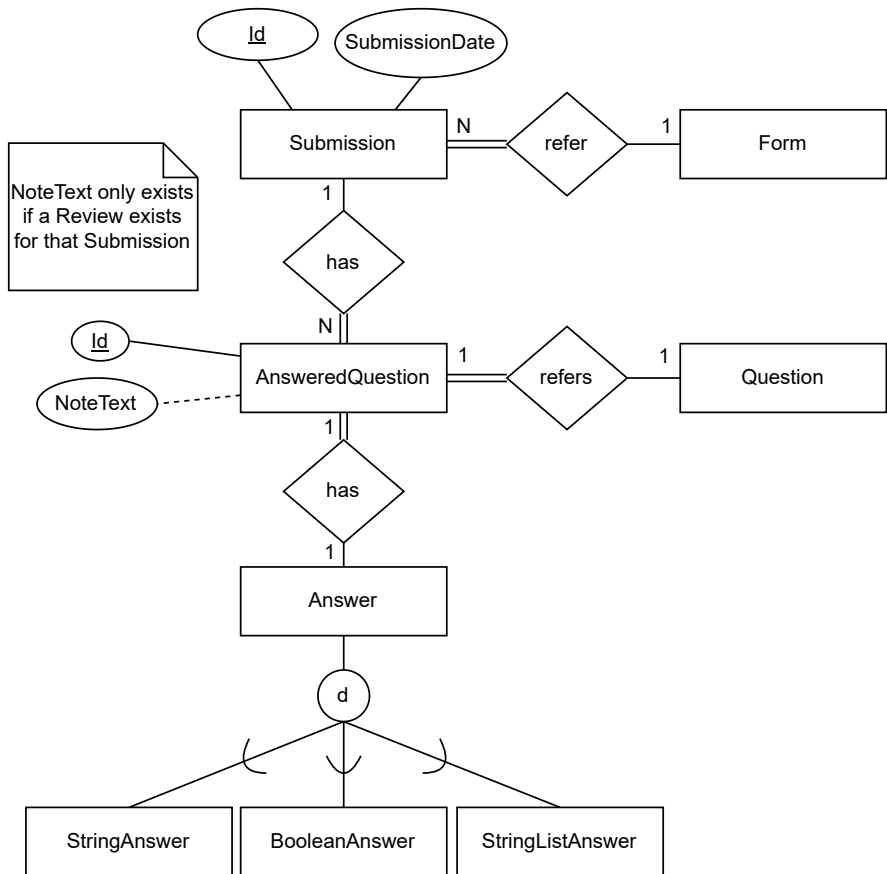 Id
SubmissionDate
Submission
N
refer
1
Form
NoteText only exists
if a Review exists
for that Submission
1
has
N
Id
AnsweredQuestion
1
refers
1
Question
NoteText
1
has
1
Answer
d
StringAnswer
BooleanAnswer
StringListAnswer